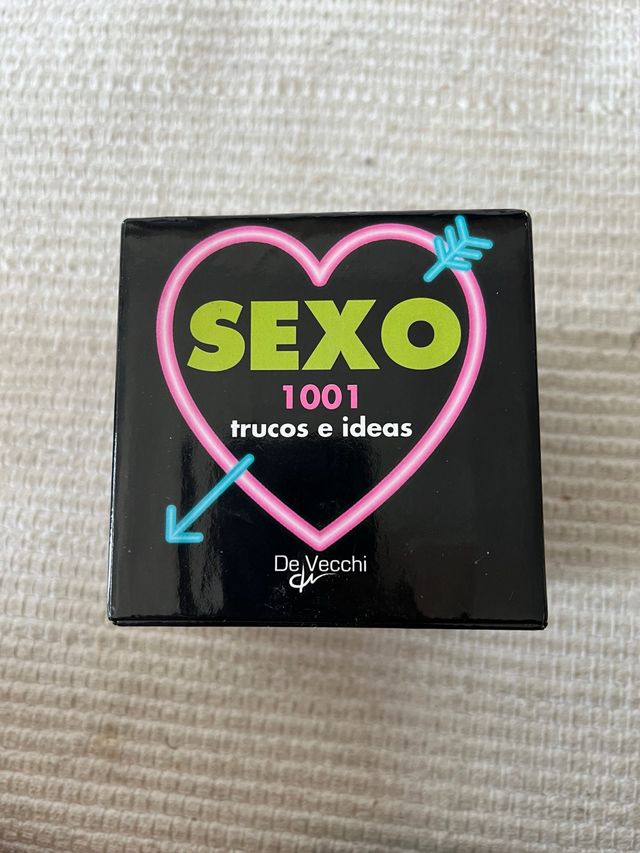 SEXO
1001
trucos e ideas
De Vecchi